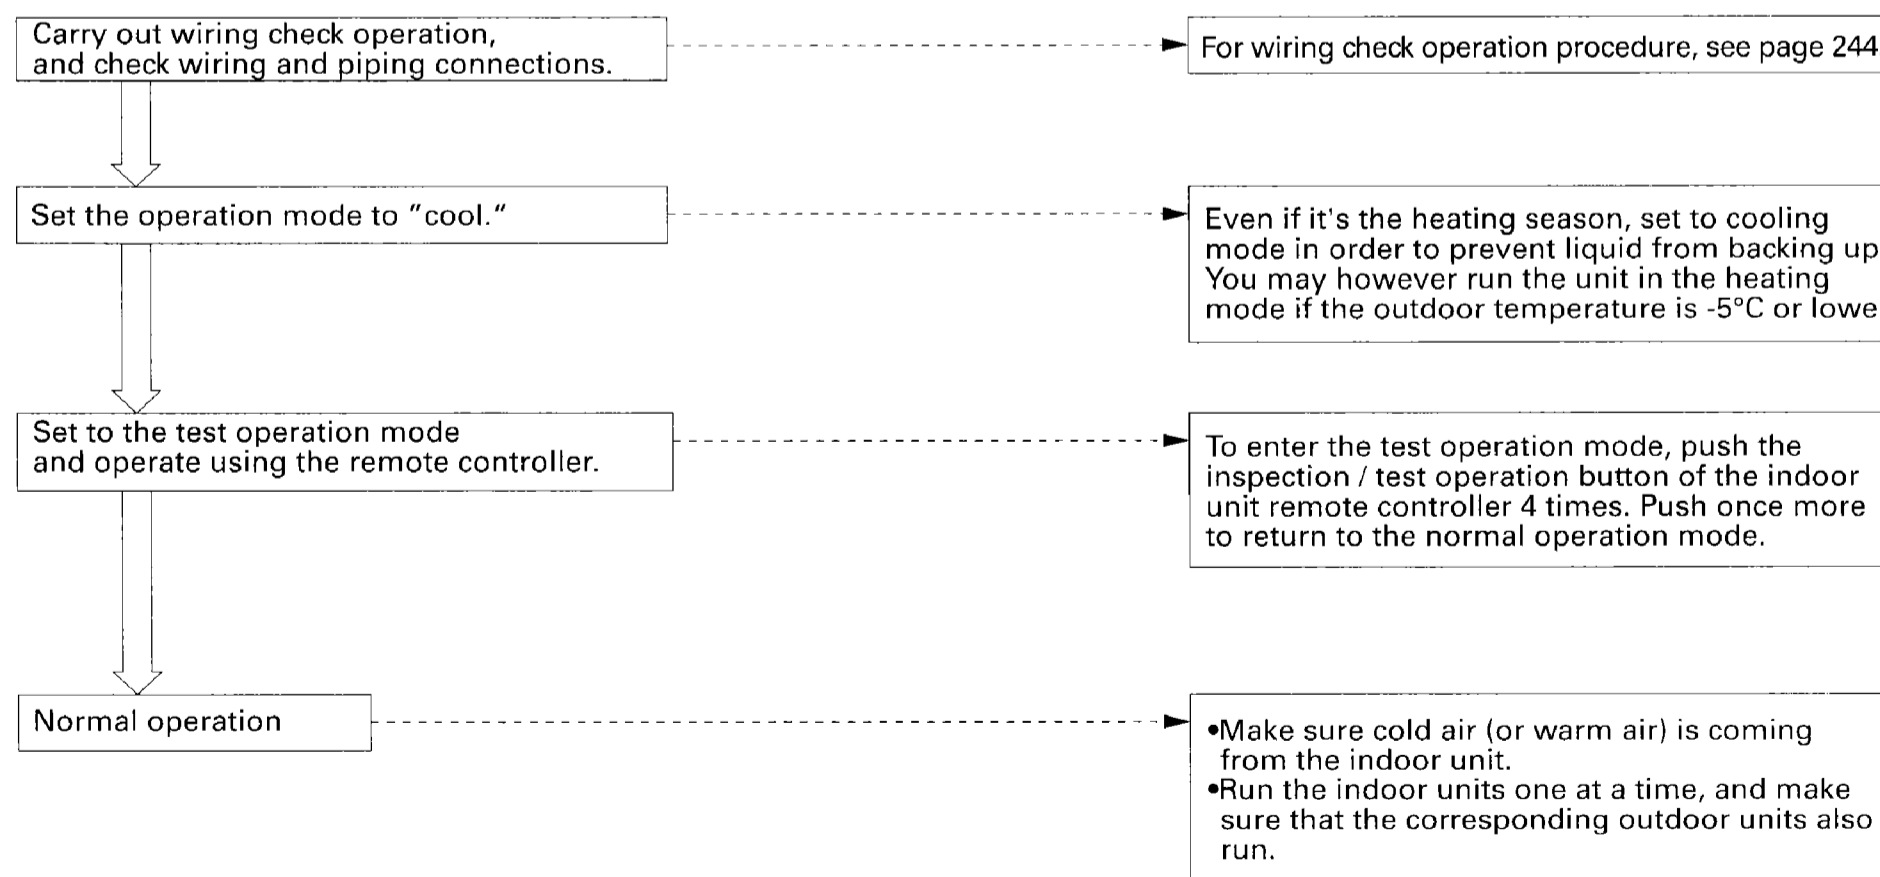 Carry out wiring check operation,
and check wiring and piping connections.
For wiring check operation procedure, see page 244
Set the operation mode to "cool."
Even if it's the heating season, set to cooling
mode in order to prevent liquid from backing up
You may however run the unit in the heating
mode if the outdoor temperature is -5°C or lowe
Set to the test operation mode
and operate using the remote controller.
To enter the test operation mode, push the
inspection / test operation button of the indoor
unit remote controller 4 times. Push once more
to return to the normal operation mode.
Normal operation
•Make sure cold air (or warm air) is coming
from the indoor unit.
•Run the indoor units one at a time, and make
sure that the corresponding outdoor units also
run.